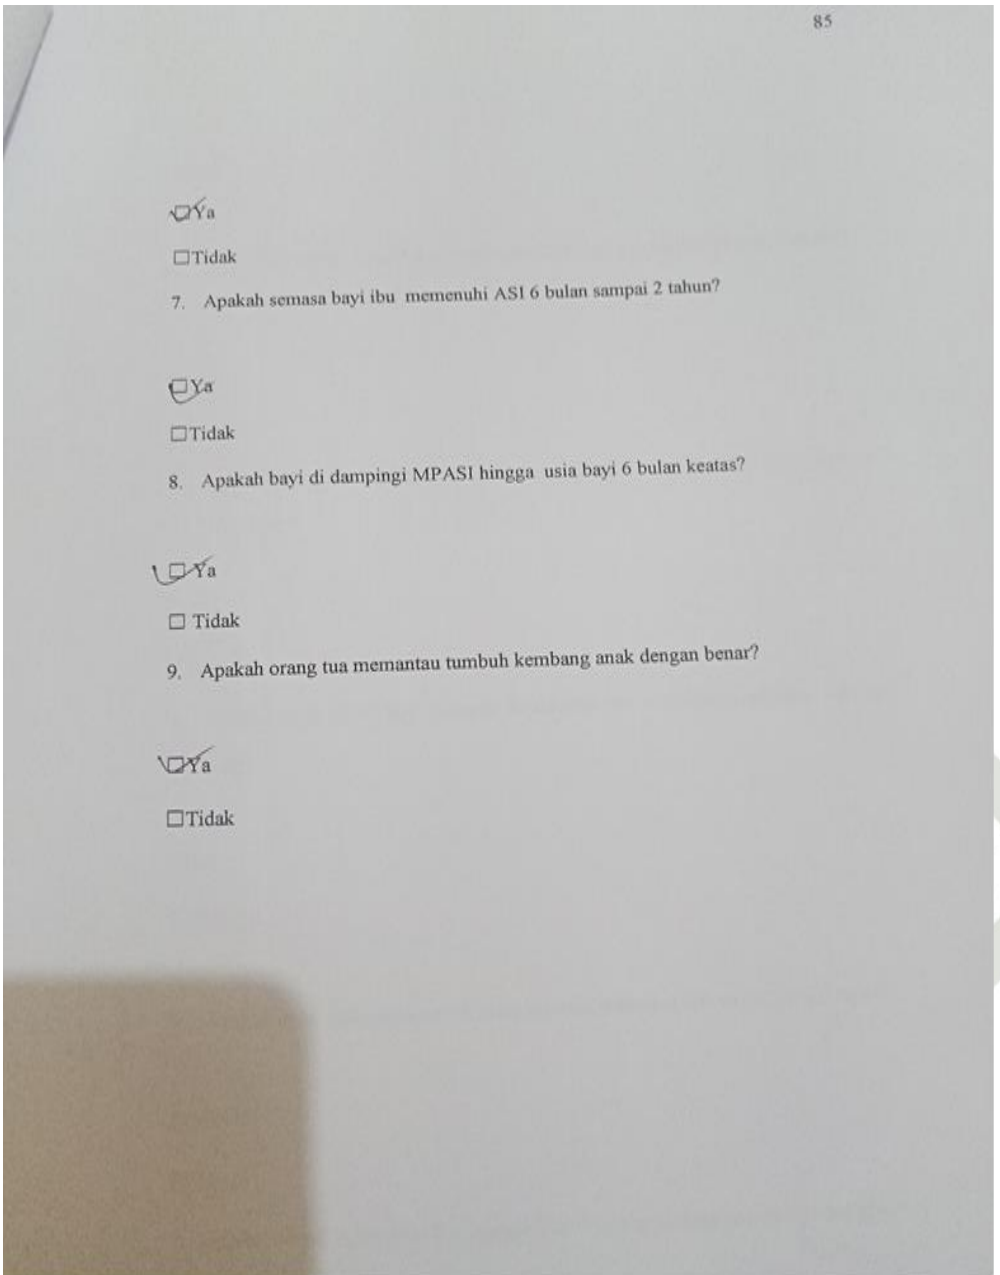 85
☑Ya
☐Tidak
7. Apakah semasa bayi ibu memenuhi ASI 6 bulan sampai 2 tahun?
☑Ya
☐Tidak
8. Apakah bayi di dampingi MPASI hingga usia bayi 6 bulan keatas?
☑ Ya
☐ Tidak
9. Apakah orang tua memantau tumbuh kembang anak dengan benar?
☑Ya
☐Tidak